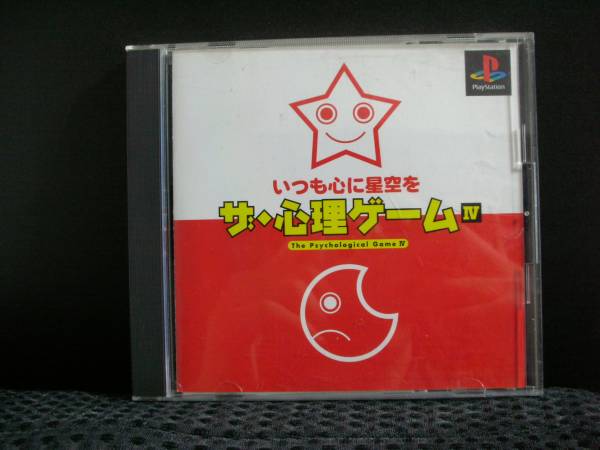 PlayStation
いつも心に星空を
ザ・心理ゲームⅣ
The Psychological Game Ⅳ